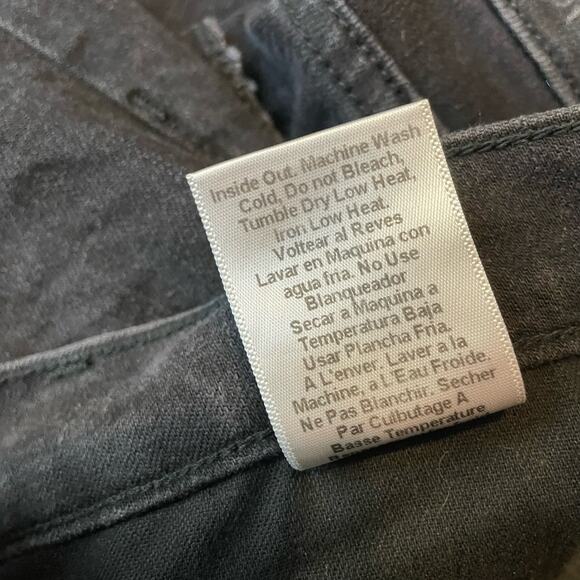 Inside Out. Machine Wash
Cold, Do not Bleach,
Tumble Dry Low Heat,
Iron Low Heat.
Voltear al Reves
Lavar en Maquina con
agua fria. No Use
Blanqueador
Secar a Maquina a
Temperatura Baja
Usar Plancha Fria.
A L'enver. Laver a la
Machine, a L'Eau Froide.
Ne Pas Blanchir. Secher
Par Culbutage A
Basse Temperature